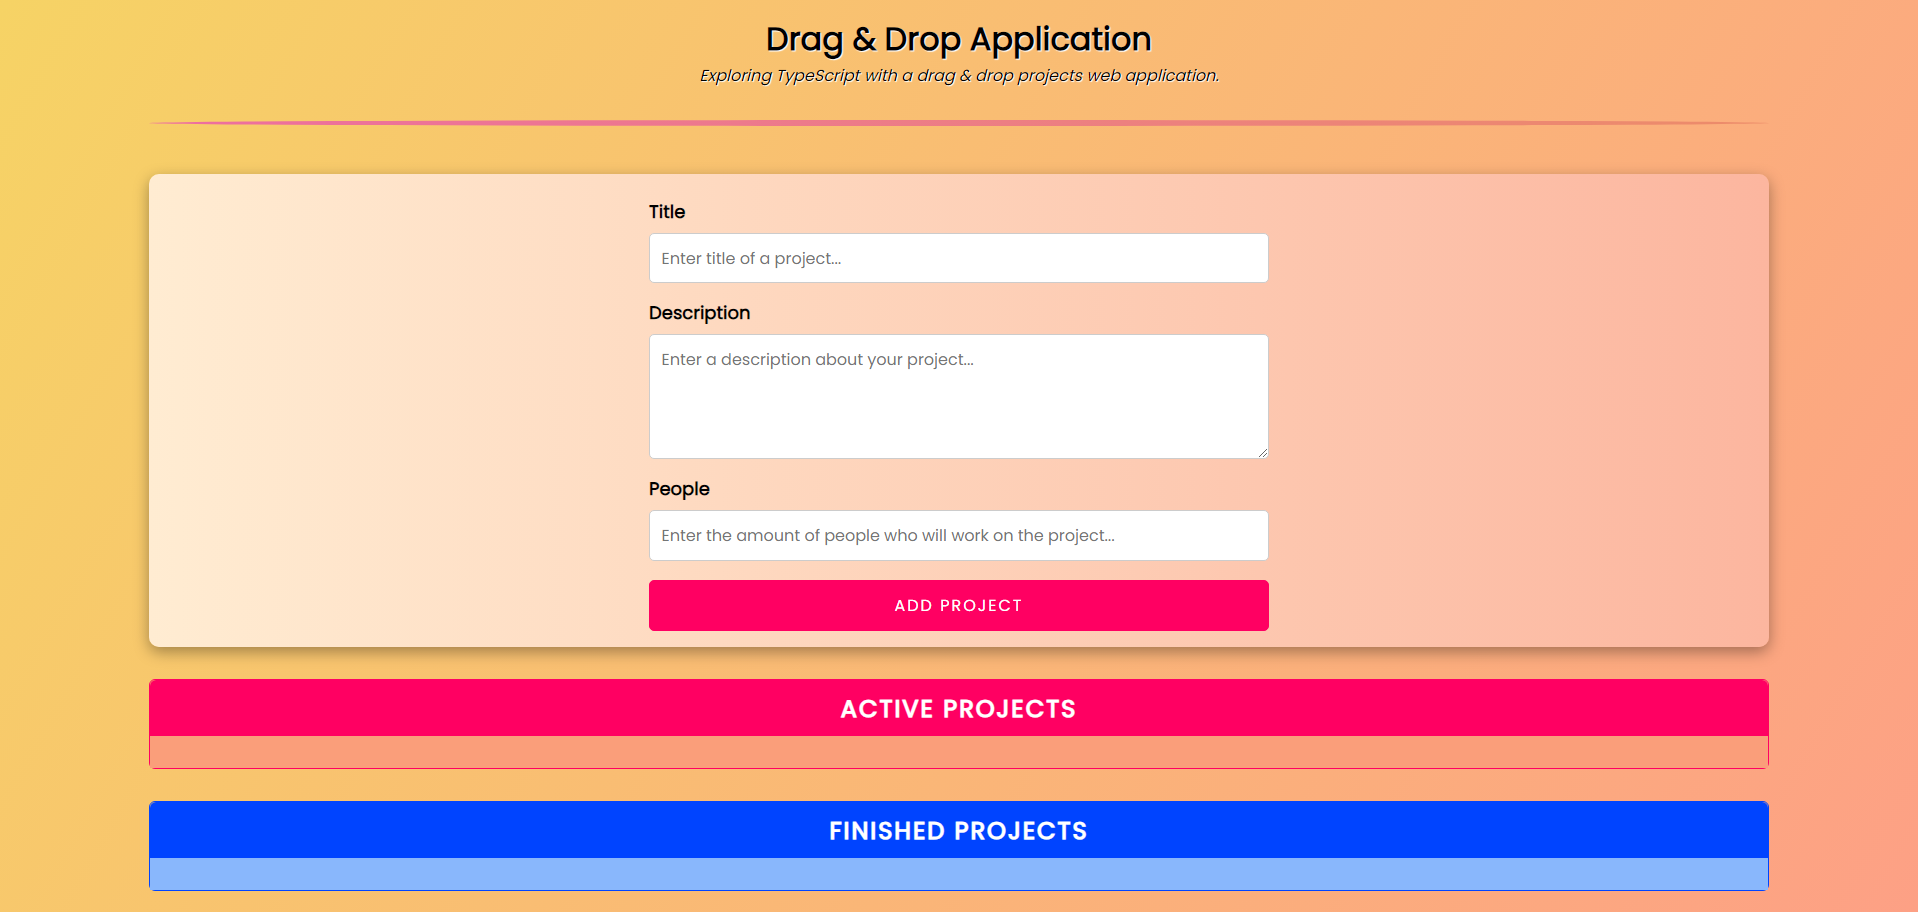 Drag & Drop Application
Exploring TypeScript with a drag & drop projects web application.
Title
Enter title of a project...
Description
Enter a description about your project...
People
Enter the amount of people who will work on the project...
ADD PROJECT
ACTIVE PROJECTS
FINISHED PROJECTS